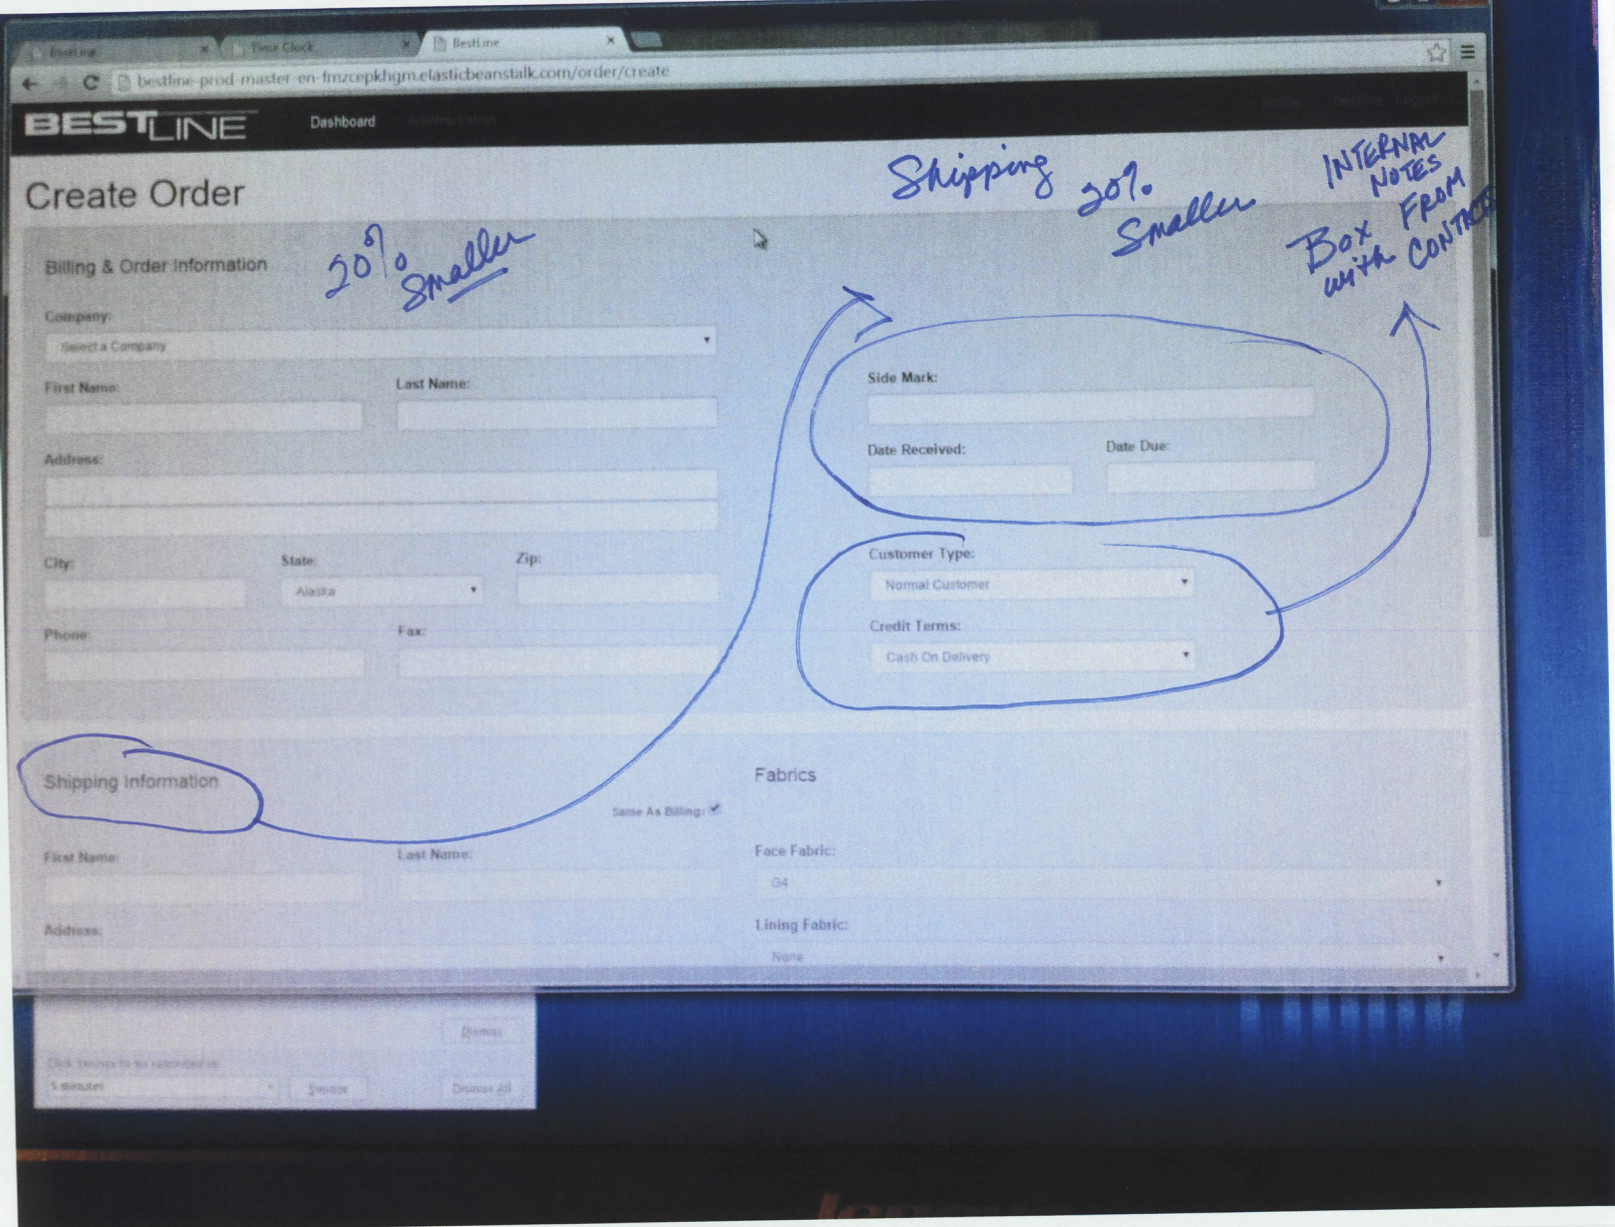 BestLine
Time Clock
BestLine
bestline-prod-master-en-fmzcepkhgm.elasticbeanstalk.com/order/create
BESTLINE
Dashboard
Administration
profile
bestline
Logout
Create Order
Shipping
20%
Smaller
INTERNAL
NOTES
Box FROM
with CONTACTS
Billing & Order Information
20%
Smaller
Company:
Select a Company
First Name:
Last Name:
Side Mark:
Address:
Date Received:
Date Due:
City:
State:
Zip:
Alaska
Customer Type:
Normal Customer
Phone:
Fax:
Credit Terms:
Cash On Delivery
Shipping Information
Fabrics
Same As Billing:
First Name:
Last Name:
Face Fabric:
G4
Address:
Lining Fabric:
None
Dismiss
Click Snooze to be reminded in:
5 minutes
Snooze
Dismiss All